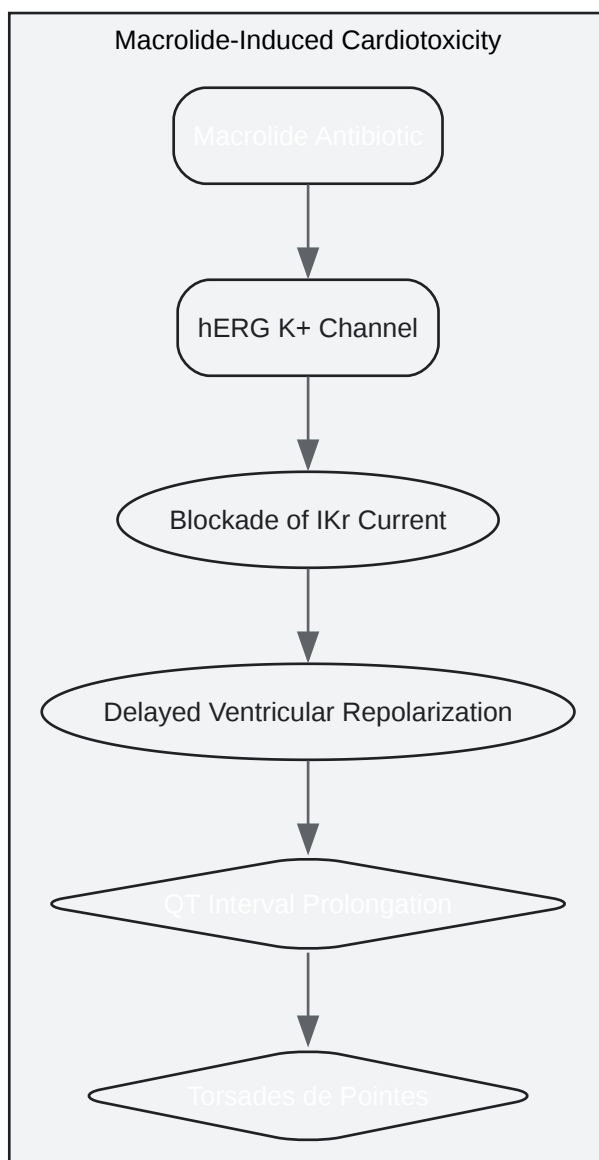 Macrolide-Induced Cardiotoxicity
Macrolide Antibiotic
hERG K+ Channel
Blockade of IKr Current
Delayed Ventricular Repolarization
QT Interval Prolongation
Torsades de Pointes